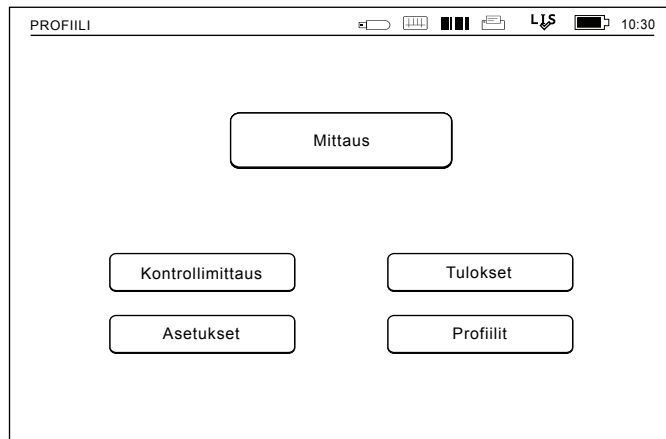 PROFIILI LIS 10:30
Mittaus
Kontrollimittaus Tulokset
Asetukset Profiilit